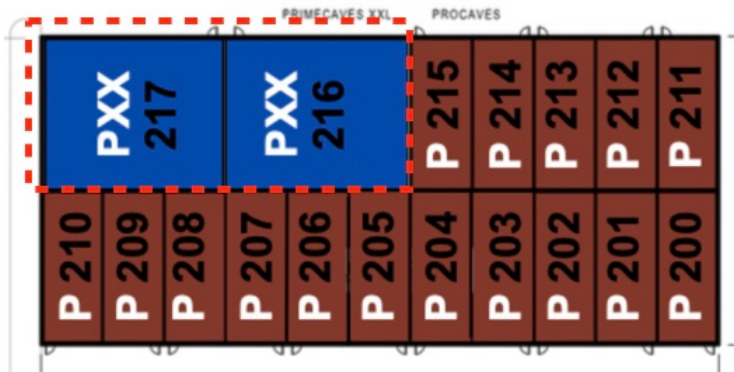 PRIMECAVES XXL PROCAVES
PXX 217
PXX 216
P 215
P 214
P 213
P 212
P 211
P 210
P 209
P 208
P 207
P 206
P 205
P 204
P 203
P 202
P 201
P 200